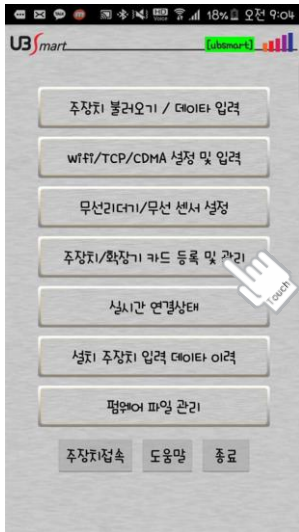 18% 오전 9:04
U3Smart [ubsmart]
주장치 불러오기 / 데이타 입력
wifi/TCP/CDMA 설정 및 입력
무선리더기/무선 센서 설정
주장치/확장기 카드 등록 및 관리
실시간 연결상태
설치 주장치 입력 데이타 이력
펌웨어 파일 관리
주장치접속 도움말 종료
Touch